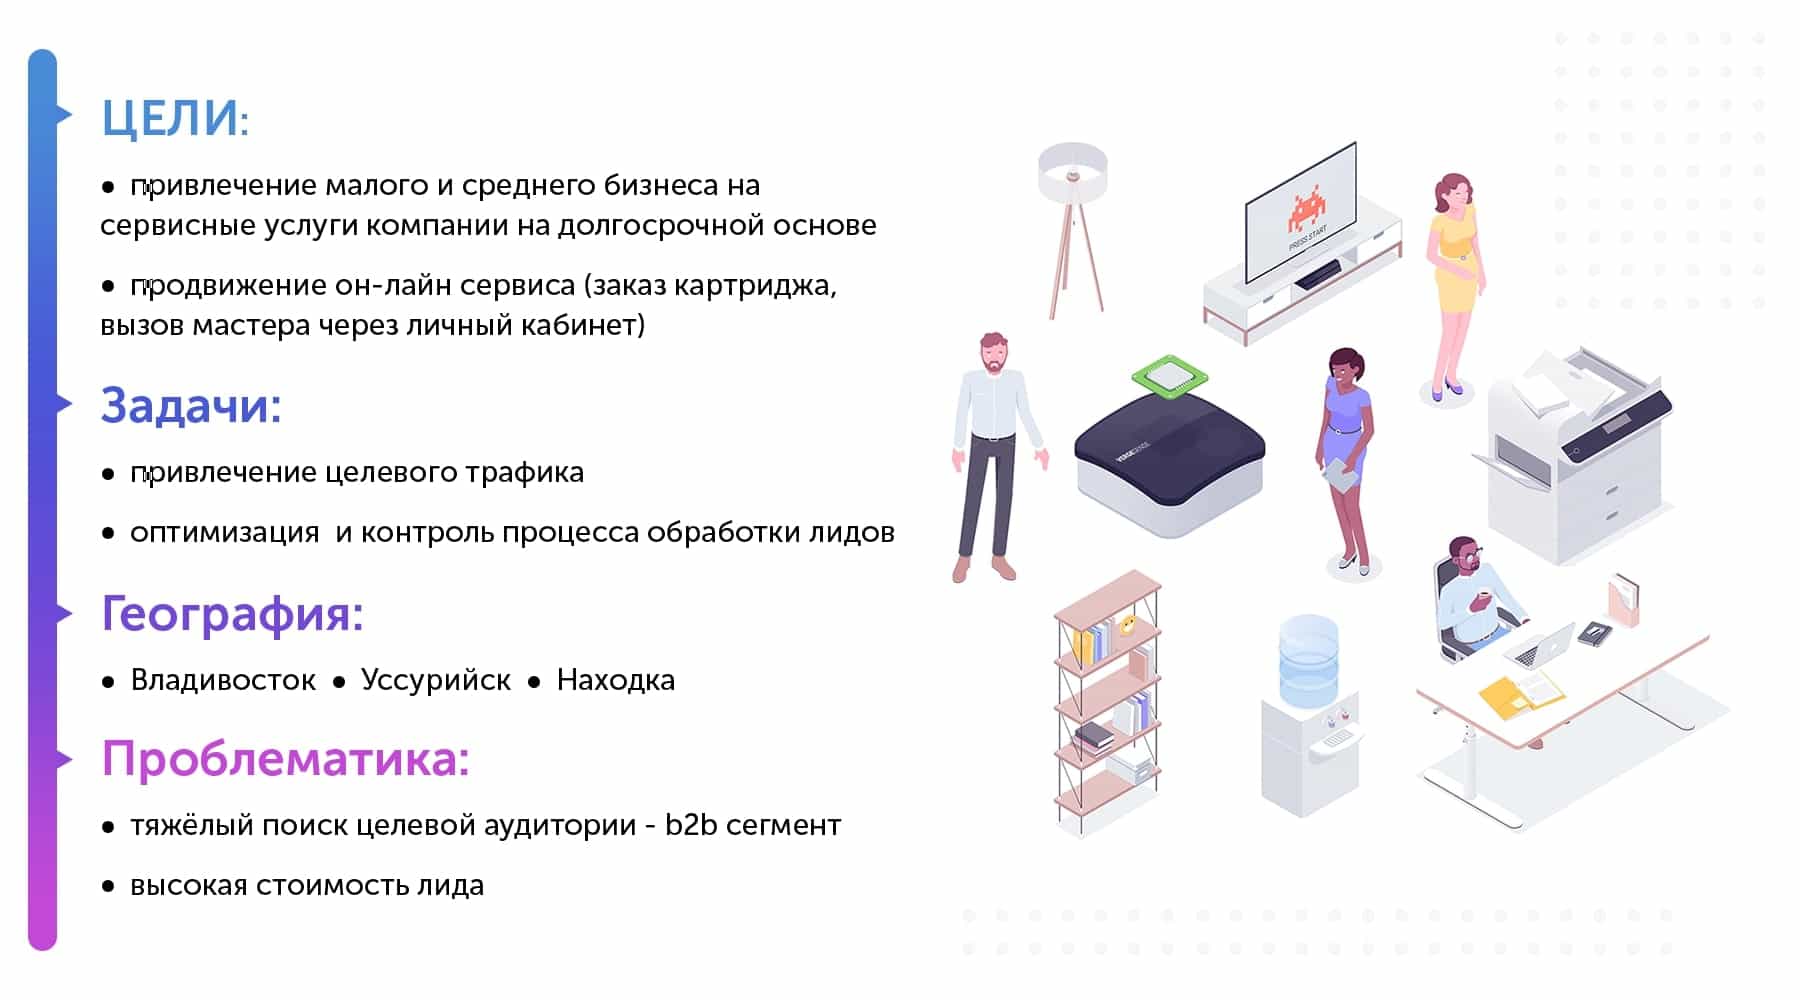 ЦЕЛИ:
• привлечение малого и среднего бизнеса на
сервисные услуги компании на долгосрочной основе
• продвижение он-лайн сервиса (заказ картриджа,
вызов мастера через личный кабинет)
Задачи:
• привлечение целевого трафика
• оптимизация и контроль процесса обработки лидов
География:
• Владивосток • Уссурийск • Находка
Проблематика:
• тяжёлый поиск целевой аудитории - b2b сегмент
• высокая стоимость лида
PRESS START